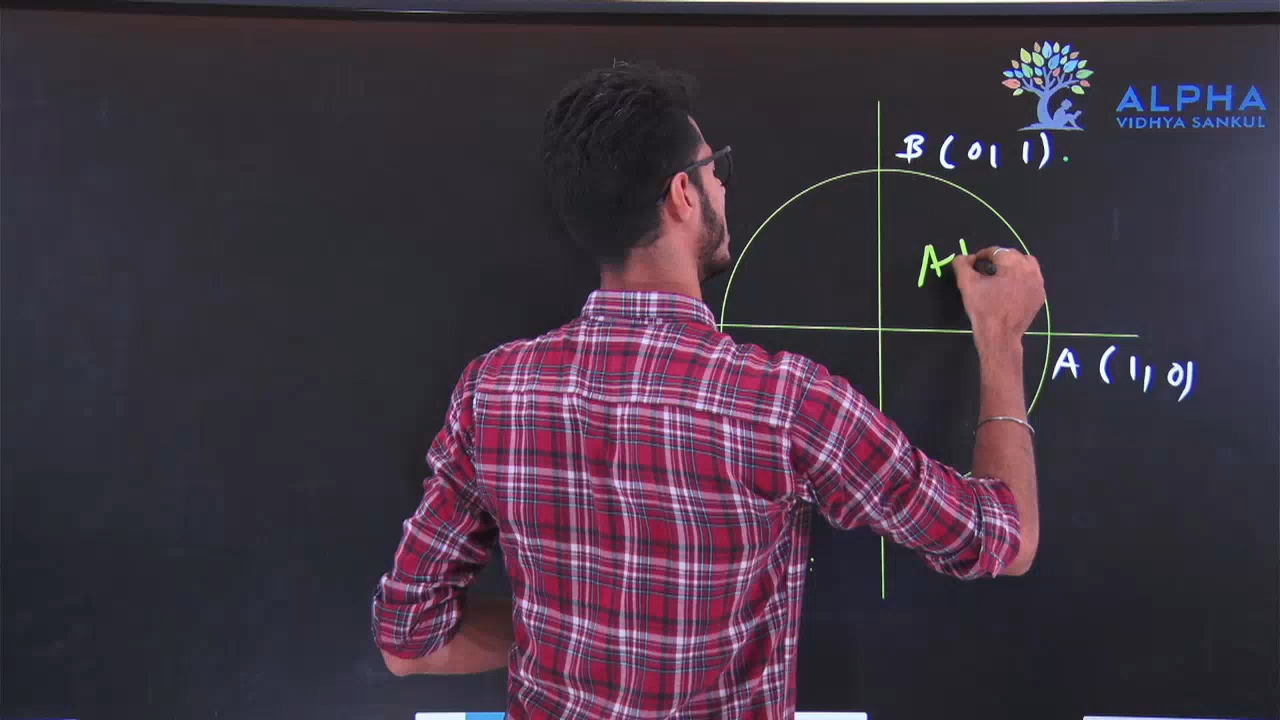 ALPHA
VIDHYA SANKUL
B (0, 1).
A
A (1, 0)